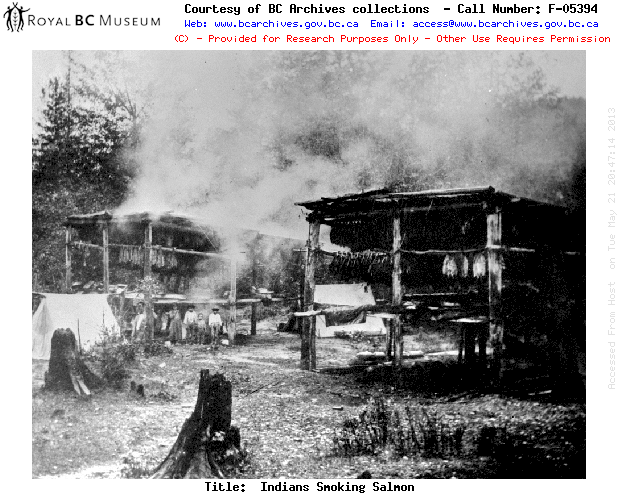 Courtesy of BC Archives collections - Call Number: F-05394
ROYAL BC MUSEUM
Web: www.bcarchives.gov.bc.ca Email: access@www.bcarchives.gov.bc.ca
(C) - Provided for Research Purposes Only - Other Use Requires Permission
Accessed From Host on Tue May 21 20:47:14 2013
Title: Indians Smoking Salmon